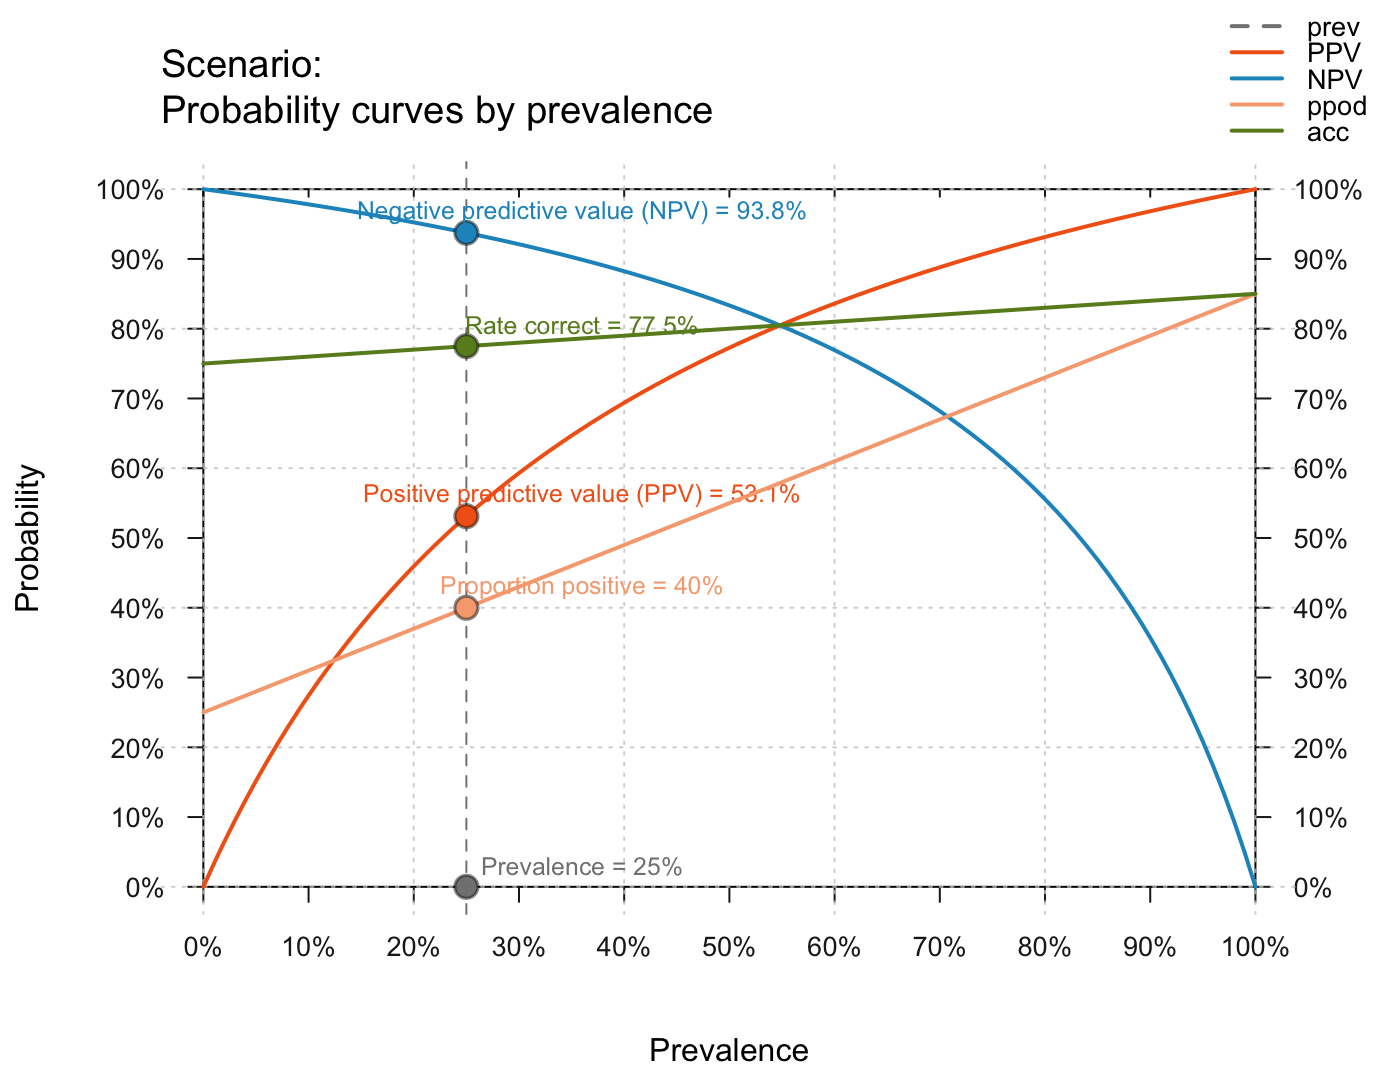 prev
PPV
NPV
ppod
acc
Scenario:
Probability curves by prevalence
Negative predictive value (NPV) = 93.8%
Rate correct = 77.5%
Positive predictive value (PPV) = 53.1%
Proportion positive = 40%
Prevalence = 25%
100%
90%
80%
70%
60%
50%
40%
30%
20%
10%
0%
100%
90%
80%
70%
60%
50%
40%
30%
20%
10%
0%
0% 10% 20% 30% 40% 50% 60% 70% 80% 90% 100%
Probability
Prevalence